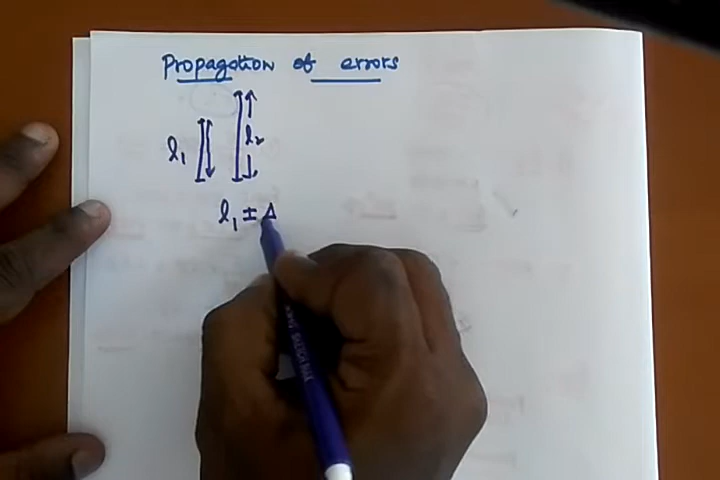 Propagation of errors
l₁ l₂
l₁ ± Δ